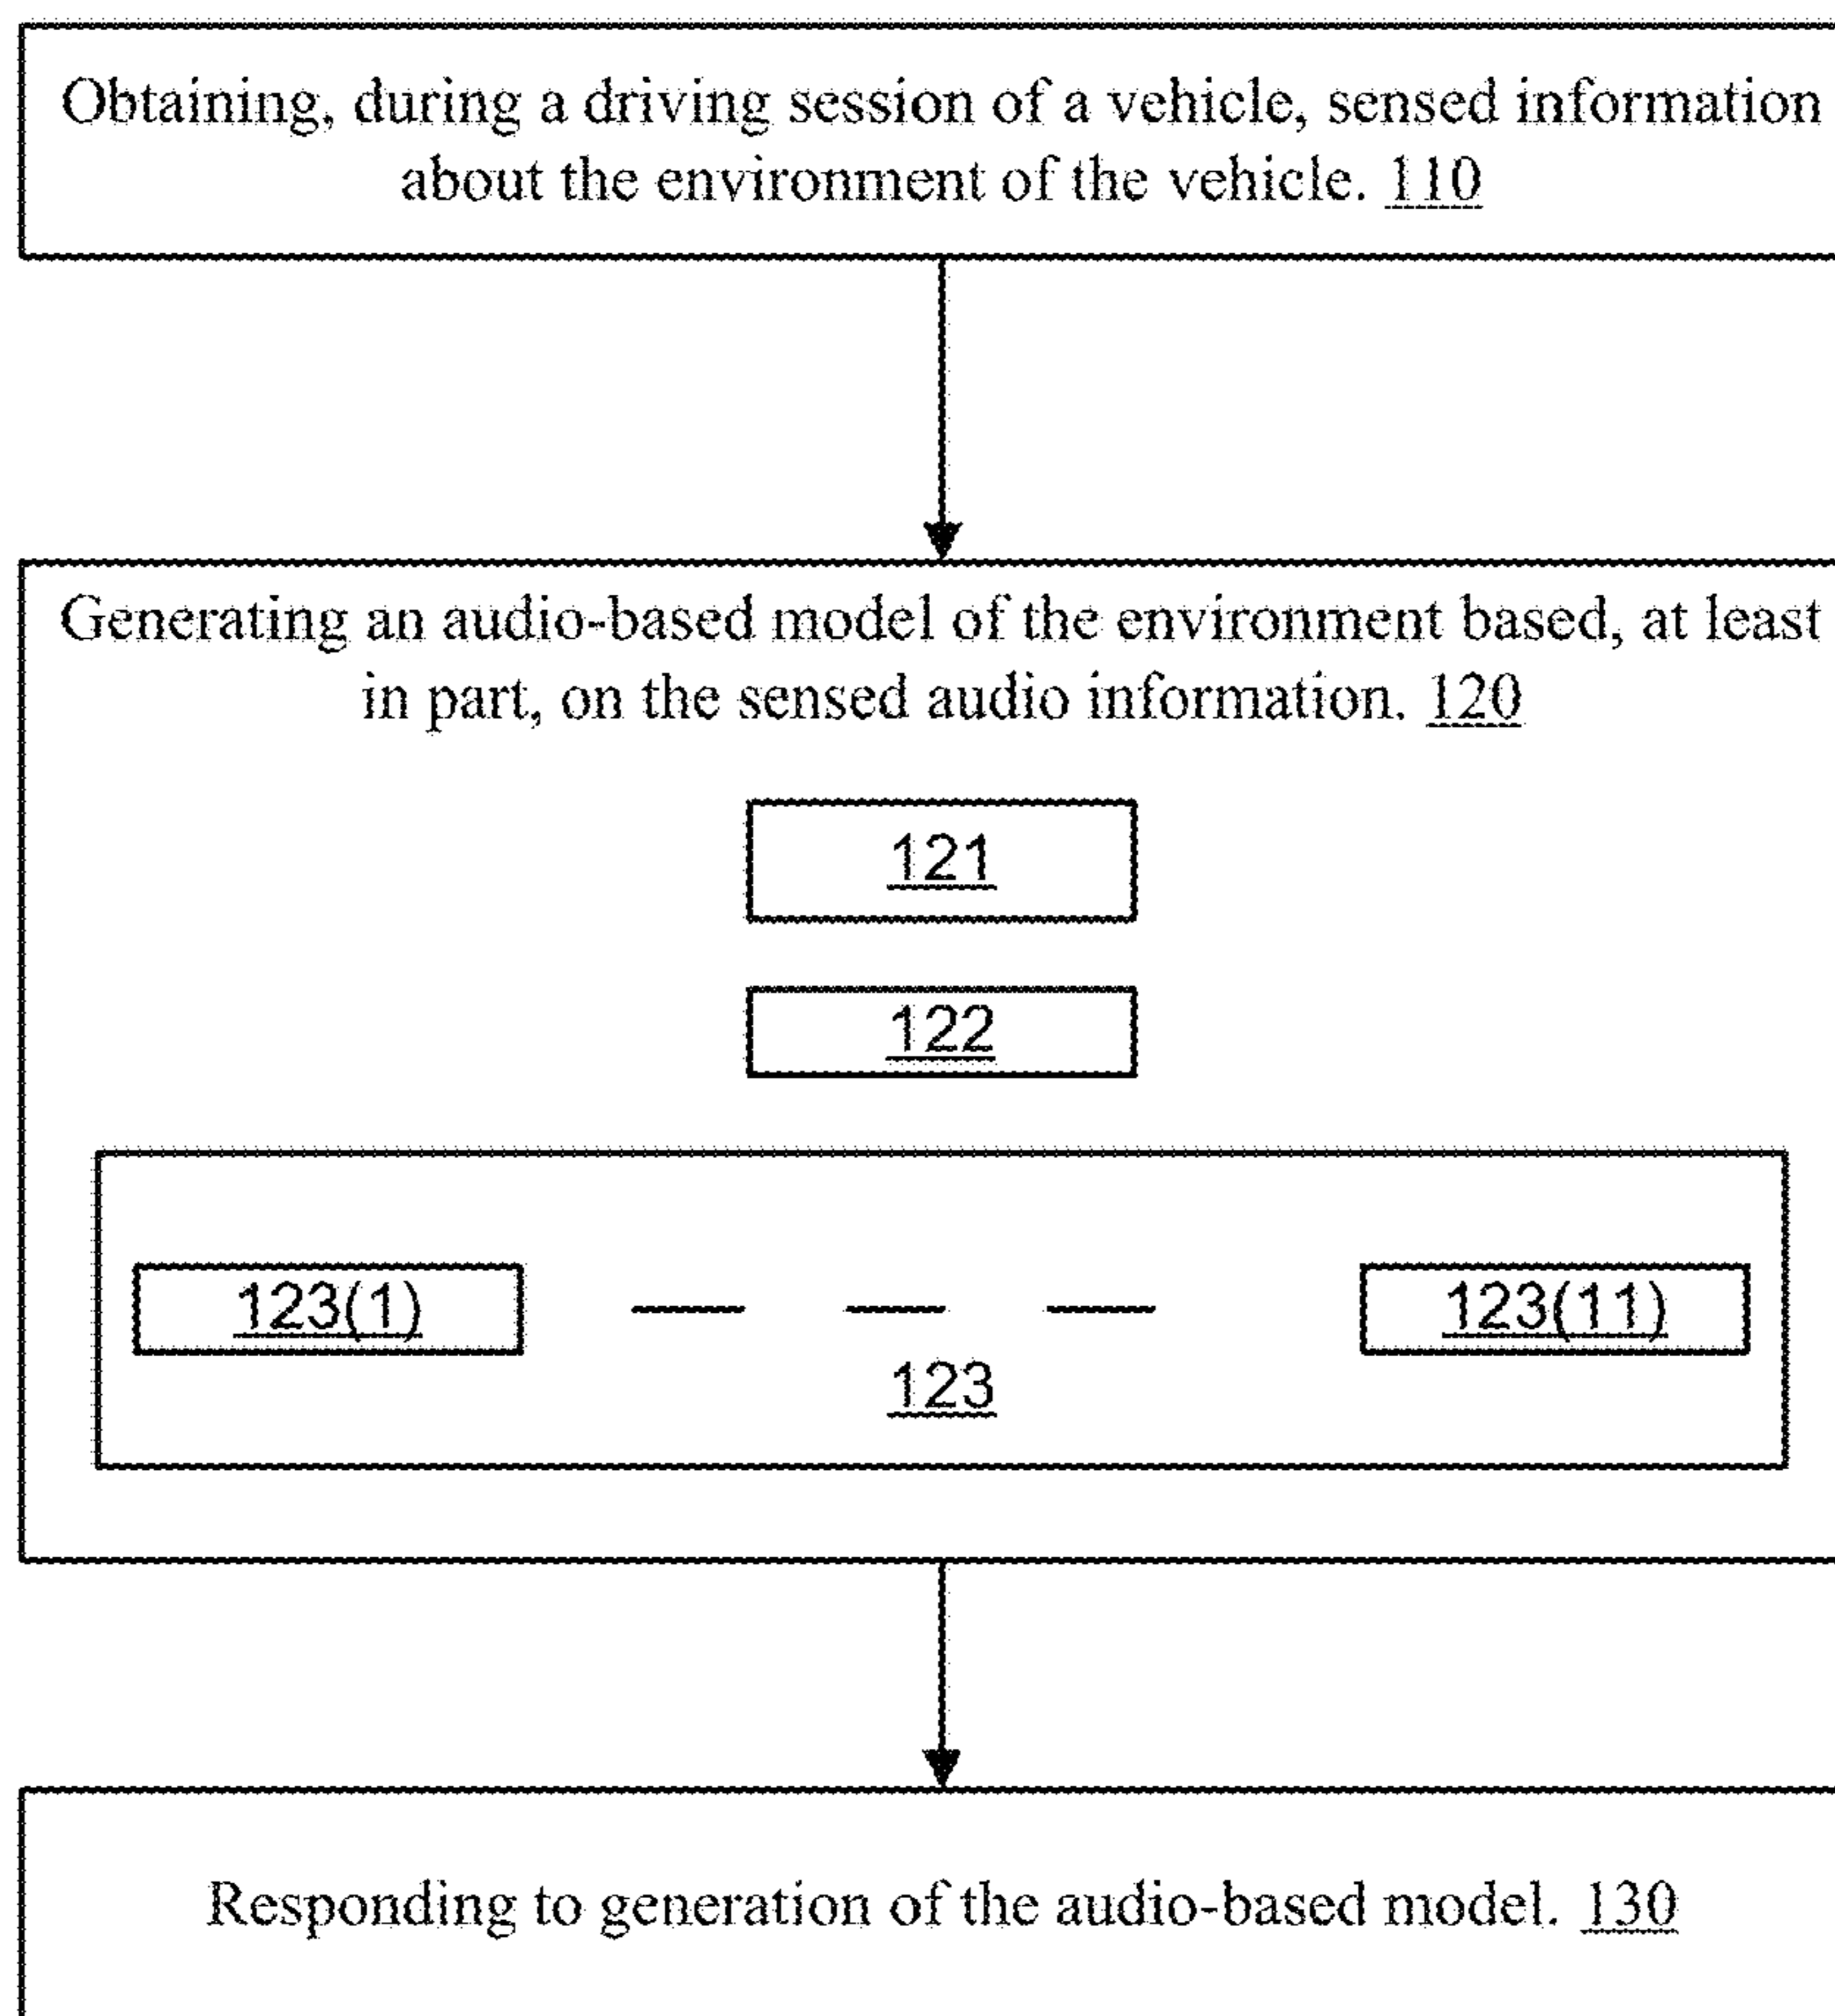 Obtaining, during a driving session of a vehicle, sensed information
about the environment of the vehicle. 110
Generating an audio-based model of the environment based, at least
in part, on the sensed audio information. 120
121
122
123(1)
123(11)
123
Responding to generation of the audio-based model. 130